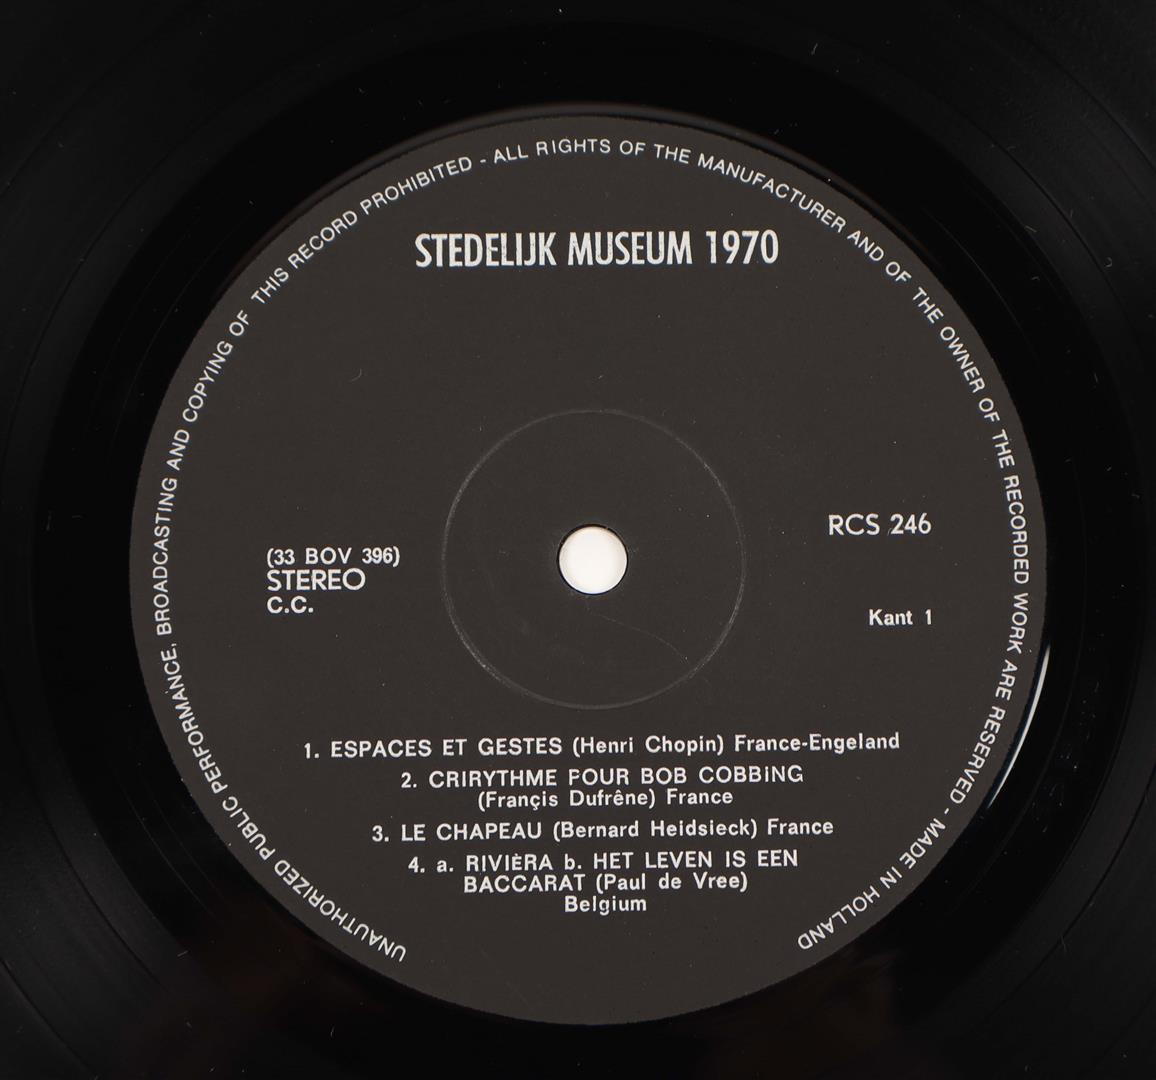 UNAUTHORIZED PUBLIC PERFORMANCE, BROADCASTING AND COPYING OF THIS RECORD PROHIBITED - ALL RIGHTS OF THE MANUFACTURER AND OF THE OWNER OF THE RECORDED WORK ARE RESERVED - MADE IN HOLLAND
STEDELIJK MUSEUM 1970
RCS 246
(33 BOV 396)
STEREO
C.C.
Kant 1
1. ESPACES ET GESTES (Henri Chopin) France-Engeland
2. CRIRYTHME POUR BOB COBBING
(Françis Dufrêne) France
3. LE CHAPEAU (Bernard Heidsieck) France
4. a. RIVIÈRA b. HET LEVEN IS EEN
BACCARAT (Paul de Vree)
Belgium